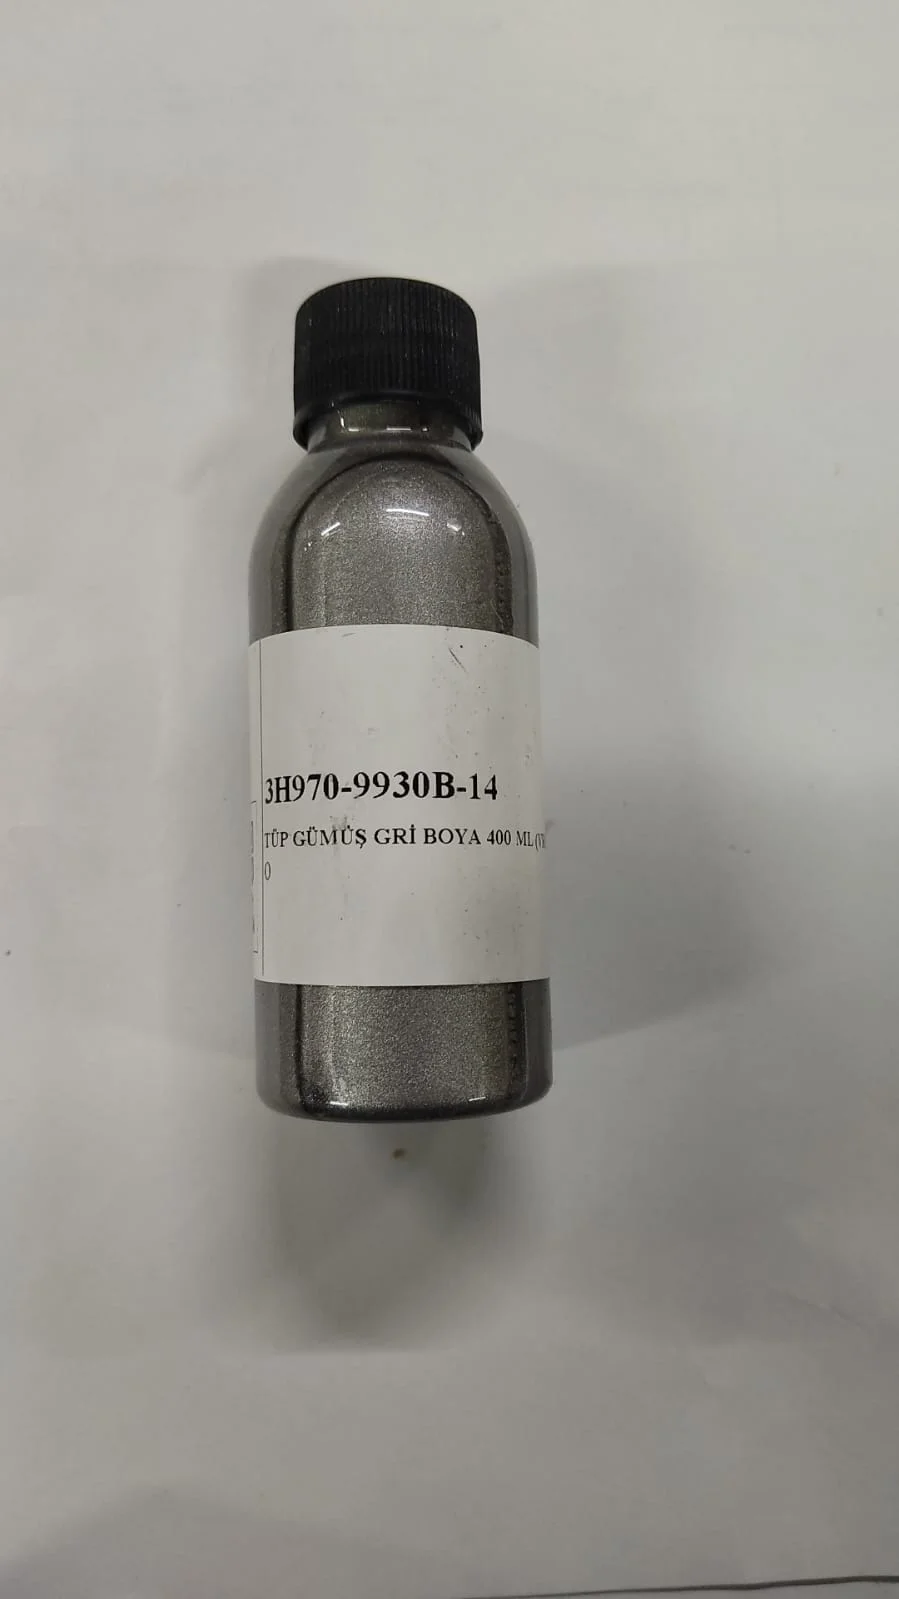 3H970-9930B-14
TÜP GÜMÜŞ GRİ BOYA 400 ML
O